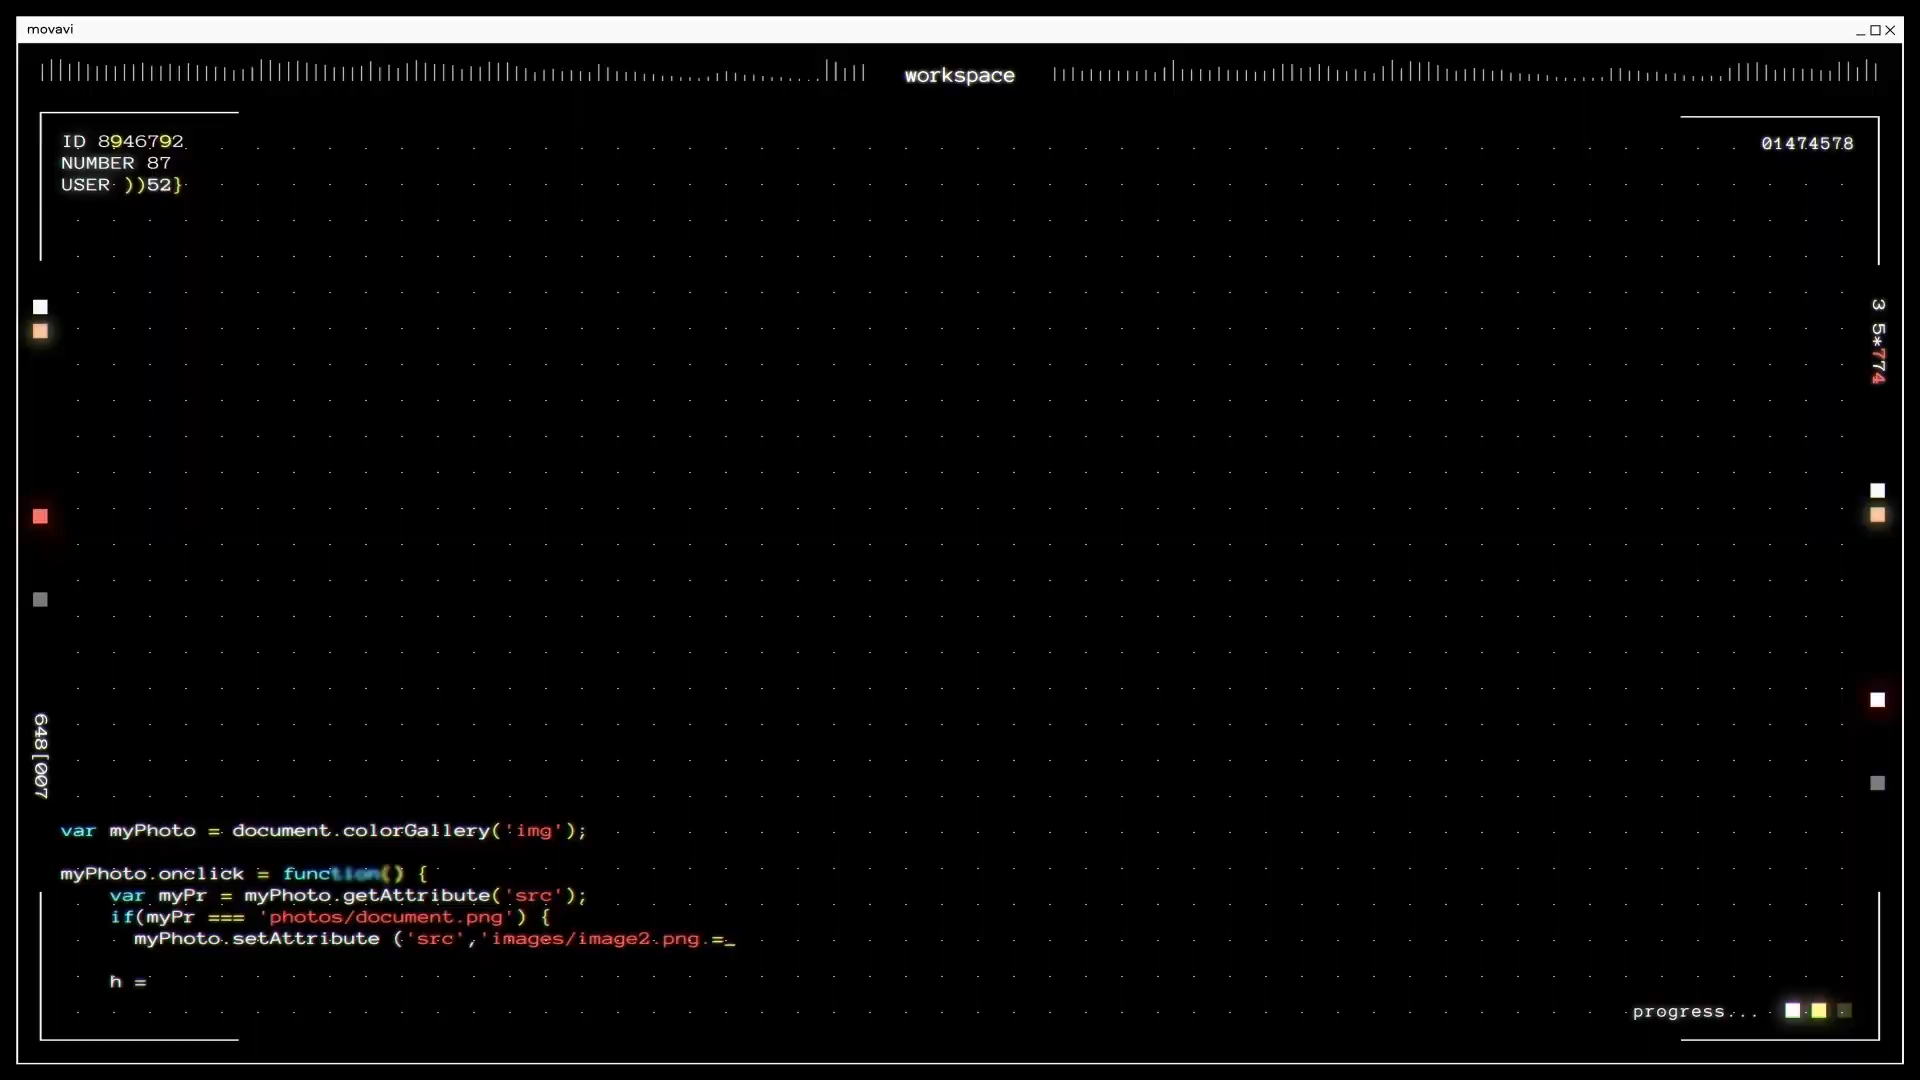 movavi
workspace
ID 8946792
NUMBER 87
USER ))52}
01474578
3 5*774
648[007
var myPhoto = document.colorGallery('img');
myPhoto.onclick = function() {
var myPr = myPhoto.getAttribute('src');
if(myPr === 'photos/document.png') {
myPhoto.setAttribute ('src','images/image2.png =_
h =
progress...